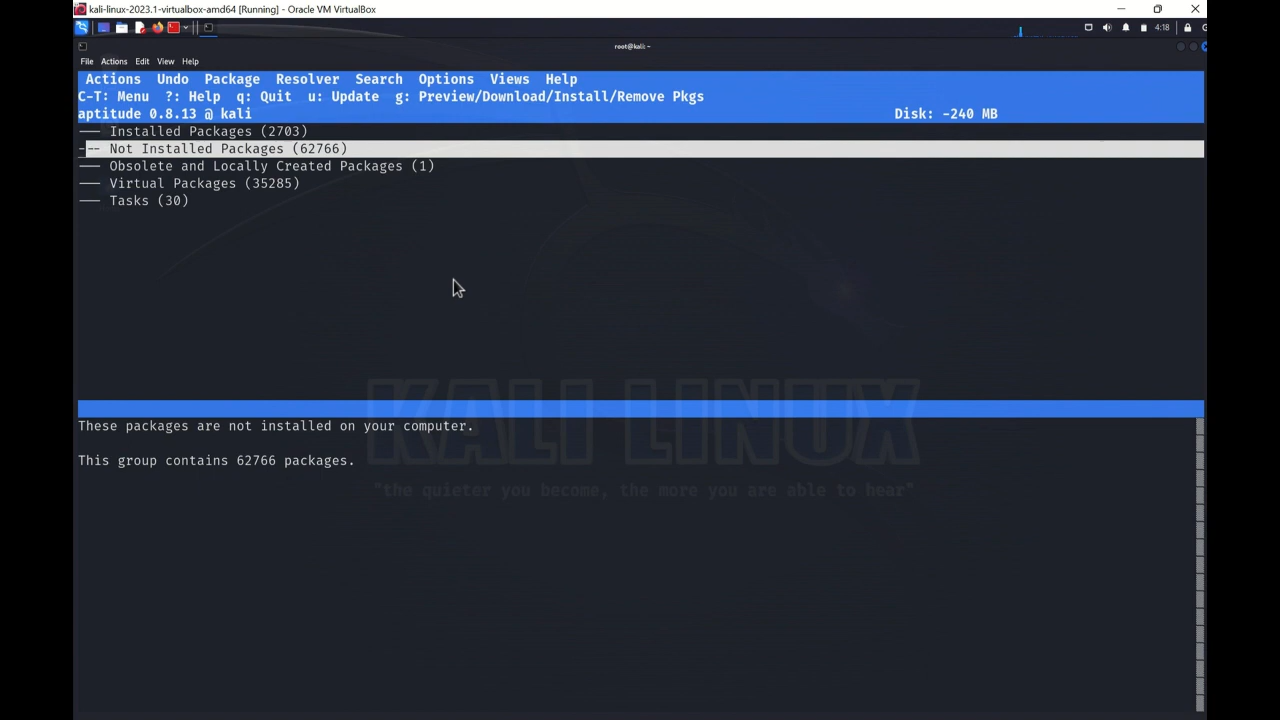 kali-linux-2023.1-virtualbox-amd64 [Running] - Oracle VM VirtualBox
4:18
root@kali: ~
File Actions Edit View Help
Actions Undo Package Resolver Search Options Views Help
C-T: Menu ?: Help q: Quit u: Update g: Preview/Download/Install/Remove Pkgs
aptitude 0.8.13 @ kali Disk: -240 MB
--- Installed Packages (2703)
--- Not Installed Packages (62766)
--- Obsolete and Locally Created Packages (1)
--- Virtual Packages (35285)
--- Tasks (30)
These packages are not installed on your computer.
This group contains 62766 packages.
KALI LINUX
"the quieter you become, the more you are able to hear"